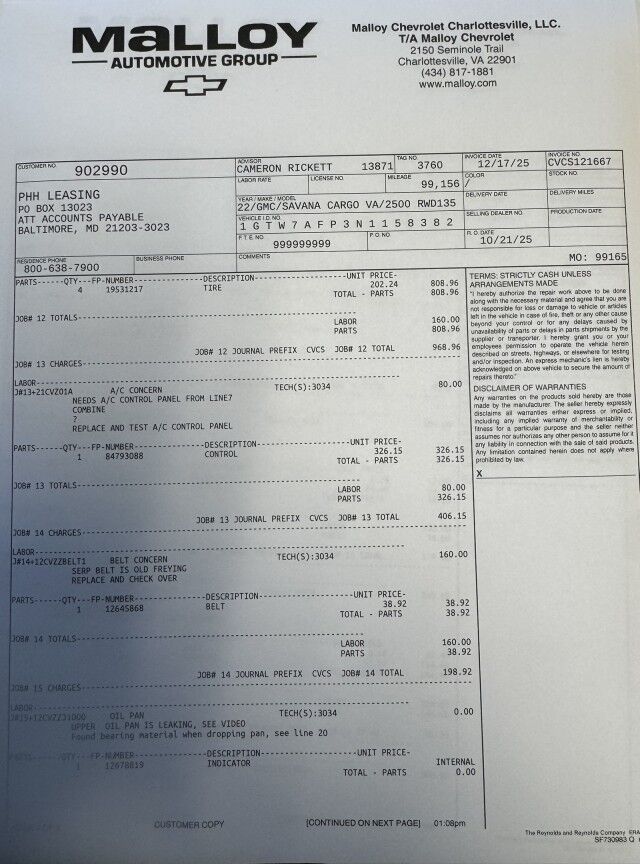 MALLOY
AUTOMOTIVE GROUP
Malloy Chevrolet Charlottesville, LLC.
T/A Malloy Chevrolet
2150 Seminole Trail
Charlottesville, VA 22901
(434) 817-1881
www.malloy.com
CUSTOMER NO. 902990
ADVISOR CAMERON RICKETT 13871
TAG NO. 3760
INVOICE DATE 12/17/25
INVOICE NO. CVCS121667
LABOR RATE LICENSE NO. MILEAGE 99,156
COLOR /
STOCK NO.
PHH LEASING
PO BOX 13023
ATT ACCOUNTS PAYABLE
BALTIMORE, MD 21203-3023
YEAR / MAKE / MODEL
22/GMC/SAVANA CARGO VA/2500 RWD135
DELIVERY DATE DELIVERY MILES
VEHICLE I.D. NO.
1 G T W 7 A F P 3 N 1 1 5 8 3 8 2
SELLING DEALER NO. PRODUCTION DATE
F. T. E. NO. 999999999
P. O. NO.
R. O. DATE 10/21/25
RESIDENCE PHONE 800-638-7900
BUSINESS PHONE
COMMENTS
MO: 99165
PARTS------QTY---FP-NUMBER---------------DESCRIPTION--------------------UNIT PRICE-
4 19531217 TIRE 202.24 808.96
TOTAL - PARTS 808.96
JOB# 12 TOTALS
LABOR 160.00
PARTS 808.96
JOB# 12 JOURNAL PREFIX CVCS JOB# 12 TOTAL 968.96
JOB# 13 CHARGES
LABOR
J#13+21CVZ01A A/C CONCERN TECH(S):3034 80.00
NEEDS A/C CONTROL PANEL FROM LINE7
COMBINE
?
REPLACE AND TEST A/C CONTROL PANEL
PARTS------QTY---FP-NUMBER---------------DESCRIPTION--------------------UNIT PRICE-
1 84793088 CONTROL 326.15 326.15
TOTAL - PARTS 326.15
JOB# 13 TOTALS
LABOR 80.00
PARTS 326.15
JOB# 13 JOURNAL PREFIX CVCS JOB# 13 TOTAL 406.15
JOB# 14 CHARGES
LABOR
J#14+12CVZZBELT1 BELT CONCERN TECH(S):3034 160.00
SERP BELT IS OLD FREYING
REPLACE AND CHECK OVER
PARTS------QTY---FP-NUMBER---------------DESCRIPTION--------------------UNIT PRICE-
1 12645868 BELT 38.92 38.92
TOTAL - PARTS 38.92
JOB# 14 TOTALS
LABOR 160.00
PARTS 38.92
JOB# 14 JOURNAL PREFIX CVCS JOB# 14 TOTAL 198.92
JOB# 15 CHARGES
LABOR
OIL PAN TECH(S):3034 0.00
UPPER OIL PAN IS LEAKING, SEE VIDEO
Found bearing material when dropping pan, see line 20
PARTS------QTY---FP-NUMBER---------------DESCRIPTION--------------------UNIT PRICE-
1 12678819 INDICATOR INTERNAL
TOTAL - PARTS 0.00
TERMS: STRICTLY CASH UNLESS
ARRANGEMENTS MADE
"I hereby authorize the repair work above to be done
along with the necessary material and agree that you are
not responsible for loss or damage to vehicle or articles
left in the vehicle in case of fire, theft or any other cause
beyond your control or for any delays caused by
unavailability of parts or delays in parts shipments by the
supplier or transporter. I hereby grant you or your
employees permission to operate the vehicle herein
described on streets, highways, or elsewhere for testing
and/or inspection. An express mechanic's lien is hereby
acknowledged on above vehicle to secure the amount of
repairs thereto."
DISCLAIMER OF WARRANTIES
Any warranties on the products sold hereby are those
made by the manufacturer. The seller hereby expressly
disclaims all warranties either express or implied,
including any implied warranty of merchantability or
fitness for a particular purpose and the seller neither
assumes nor authorizes any other person to assume for it
any liability in connection with the sale of said products.
Any limitation contained herein does not apply where
prohibited by law.
X
CUSTOMER COPY [CONTINUED ON NEXT PAGE] 01:08pm
The Reynolds and Reynolds Company ERA
SF730983 Q